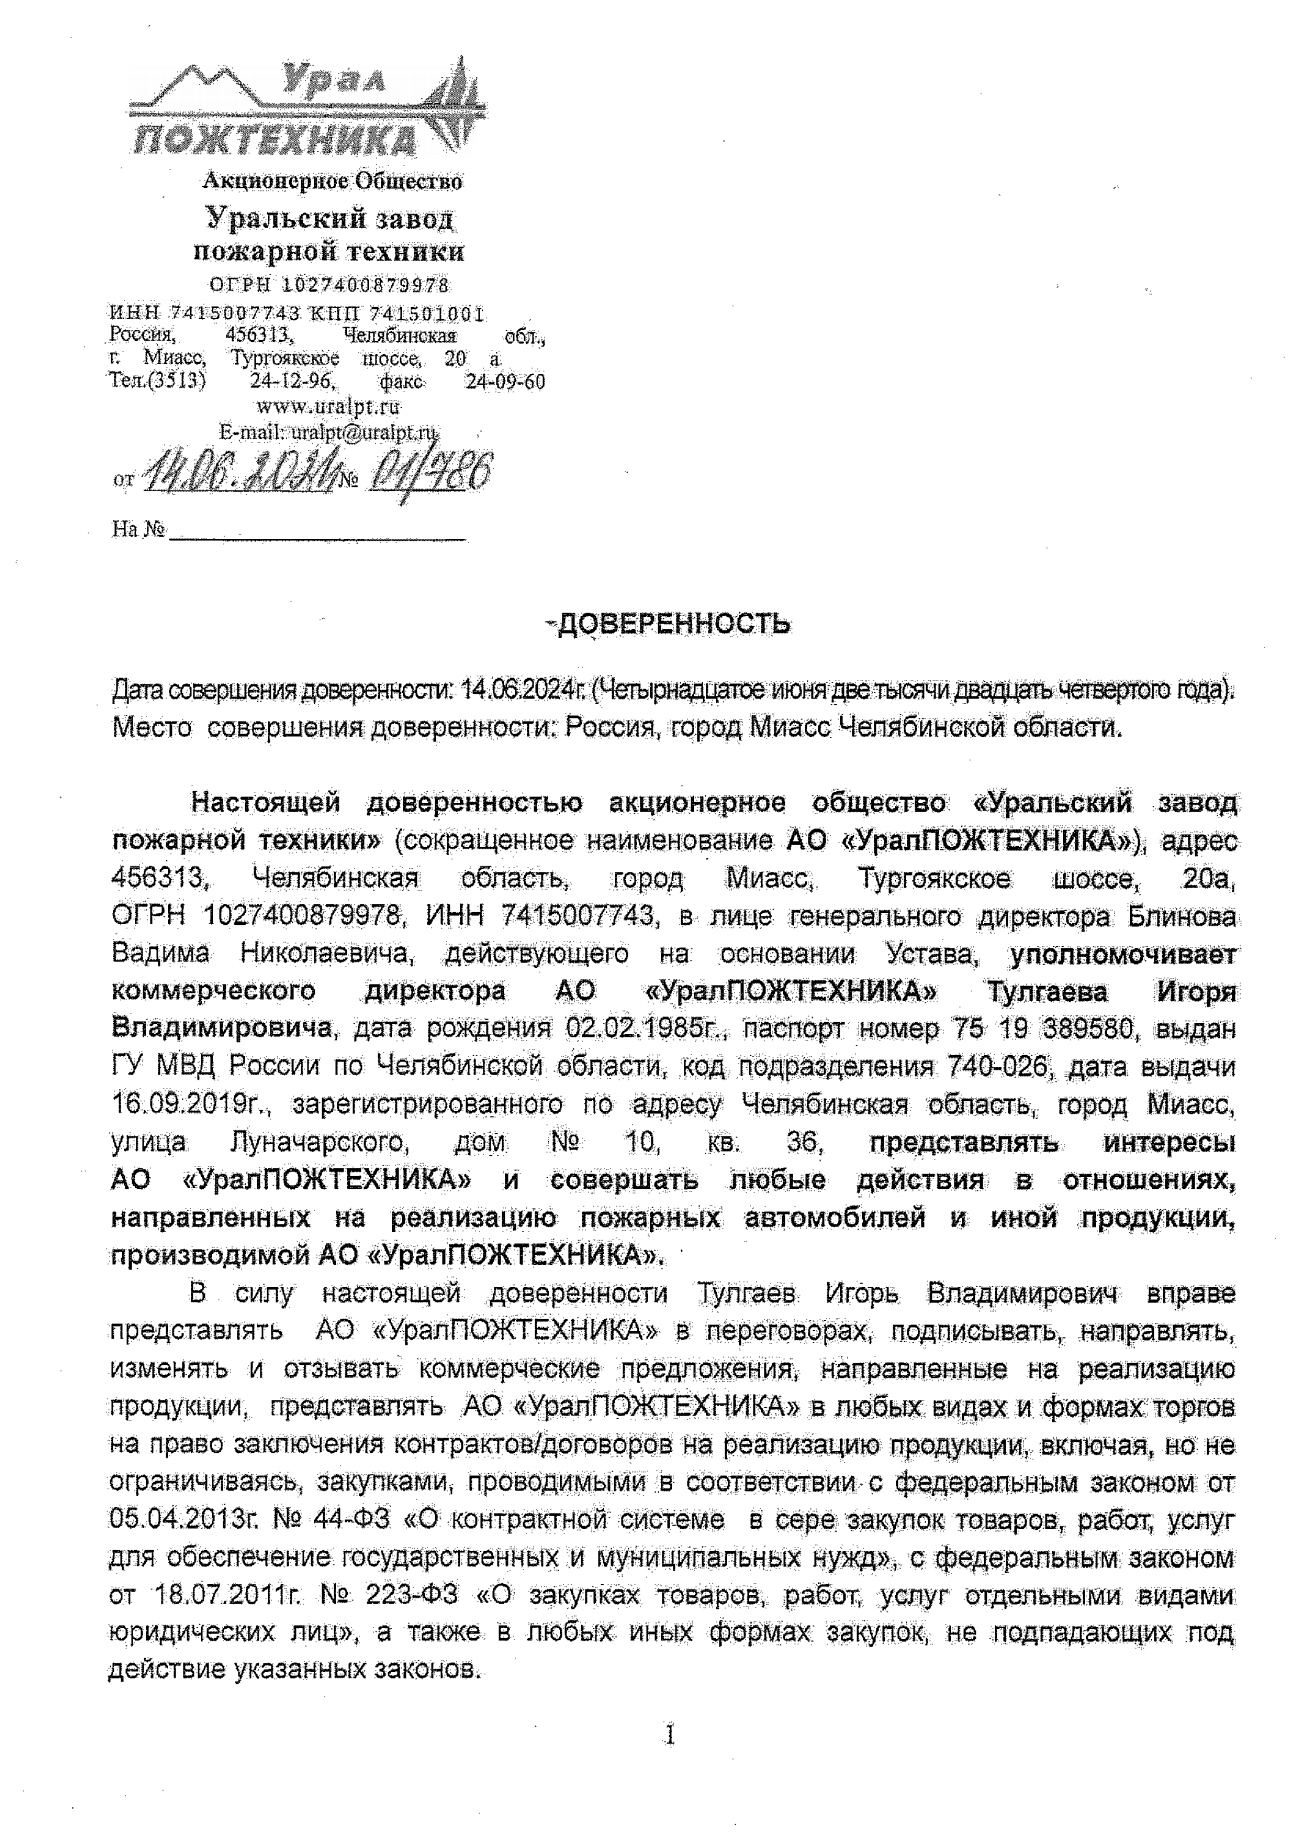 Урал
ПОЖТЕХНИКА
Акционерное Общество
Уральский завод
пожарной техники
ОГРН 1027400879978
ИНН 7415007743 КПП 741501001
Россия, 456313, Челябинская обл.,
г. Миасс, Тургоякское шоссе, 20 а
Тел.(3513) 24-12-96, факс 24-09-60
www.uralpt.ru
E-mail: uralpt@uralpt.ru
от 14.06.2024 № 01/786
На №
-ДОВЕРЕННОСТЬ
Дата совершения доверенности: 14.06.2024г. (Четырнадцатое июня две тысячи двадцать четвертого года).
Место совершения доверенности: Россия, город Миасс Челябинской области.
Настоящей доверенностью акционерное общество «Уральский завод
пожарной техники» (сокращенное наименование АО «УралПОЖТЕХНИКА»), адрес
456313, Челябинская область, город Миасс, Тургоякское шоссе, 20а,
ОГРН 1027400879978, ИНН 7415007743, в лице генерального директора Блинова
Вадима Николаевича, действующего на основании Устава, уполномочивает
коммерческого директора АО «УралПОЖТЕХНИКА» Тулгаева Игоря
Владимировича, дата рождения 02.02.1985г., паспорт номер 75 19 389580, выдан
ГУ МВД России по Челябинской области, код подразделения 740-026, дата выдачи
16.09.2019г., зарегистрированного по адресу Челябинская область, город Миасс,
улица Луначарского, дом № 10, кв. 36, представлять интересы
АО «УралПОЖТЕХНИКА» и совершать любые действия в отношениях,
направленных на реализацию пожарных автомобилей и иной продукции,
производимой АО «УралПОЖТЕХНИКА».
В силу настоящей доверенности Тулгаев Игорь Владимирович вправе
представлять АО «УралПОЖТЕХНИКА» в переговорах, подписывать, направлять,
изменять и отзывать коммерческие предложения, направленные на реализацию
продукции, представлять АО «УралПОЖТЕХНИКА» в любых видах и формах торгов
на право заключения контрактов/договоров на реализацию продукции, включая, но не
ограничиваясь, закупками, проводимыми в соответствии с федеральным законом от
05.04.2013г. № 44-ФЗ «О контрактной системе в сере закупок товаров, работ, услуг
для обеспечение государственных и муниципальных нужд», с федеральным законом
от 18.07.2011г. № 223-ФЗ «О закупках товаров, работ, услуг отдельными видами
юридических лиц», а также в любых иных формах закупок, не подпадающих под
действие указанных законов.
1